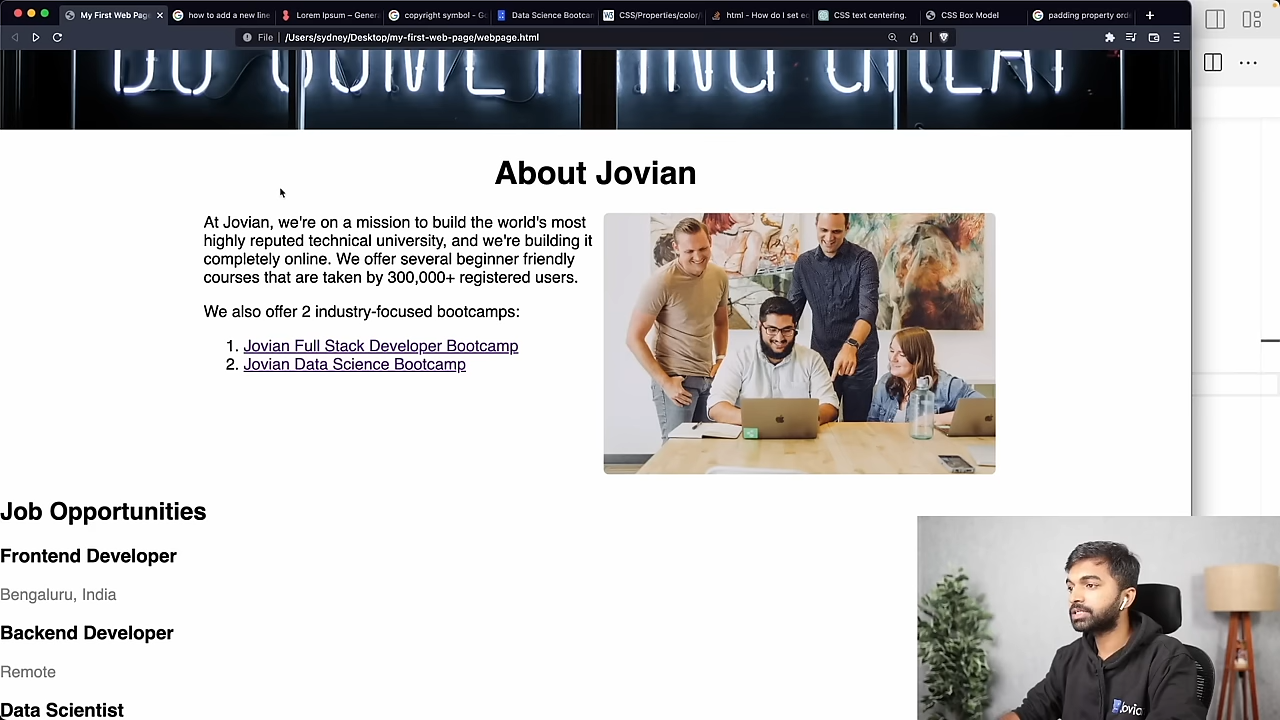 My First Web Pag
how to add a new line
Lorem Ipsum – Genera
copyright symbol - Go
Data Science Bootcam
CSS/Properties/color/
html - How do I set eq
CSS text centering.
CSS Box Model
padding property orde
File
/Users/sydney/Desktop/my-first-web-page/webpage.html
DO SOMETHING GREAT
About Jovian
At Jovian, we're on a mission to build the world's most
highly reputed technical university, and we're building it
completely online. We offer several beginner friendly
courses that are taken by 300,000+ registered users.
We also offer 2 industry-focused bootcamps:
1. Jovian Full Stack Developer Bootcamp
2. Jovian Data Science Bootcamp
Job Opportunities
Frontend Developer
Bengaluru, India
Backend Developer
Remote
Data Scientist